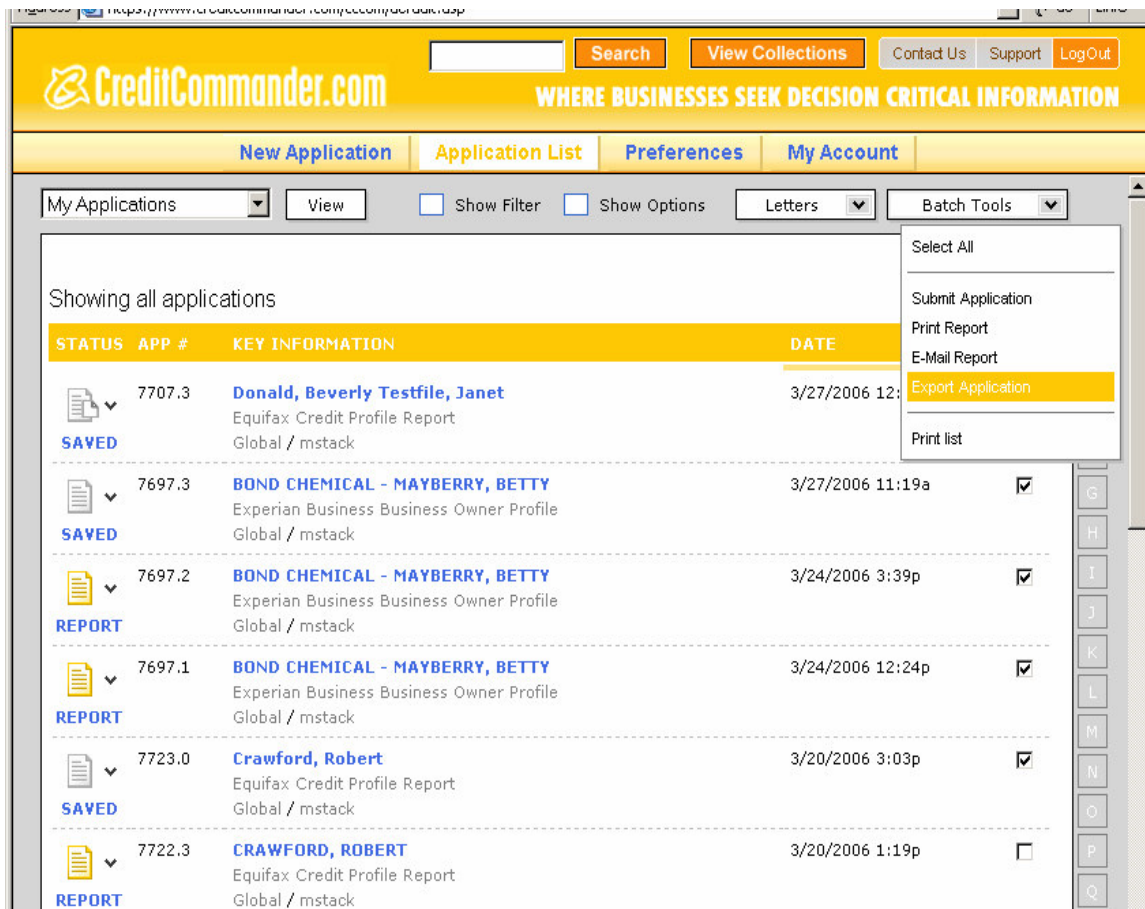 Search
View Collections
Contact Us
Support
LogOut
CreditCommander.com
WHERE BUSINESSES SEEK DECISION CRITICAL INFORMATION
New Application
Application List
Preferences
My Account
My Applications
View
Show Filter
Show Options
Letters
Batch Tools
Select All
Submit Application
Print Report
E-Mail Report
Export Application
Print list
Showing all applications
STATUS APP # KEY INFORMATION DATE
7707.3 Donald, Beverly Testfile, Janet 3/27/2006 12:
Equifax Credit Profile Report
SAVED Global / mstack
7697.3 BOND CHEMICAL - MAYBERRY, BETTY 3/27/2006 11:19a
Experian Business Business Owner Profile
SAVED Global / mstack
7697.2 BOND CHEMICAL - MAYBERRY, BETTY 3/24/2006 3:39p
Experian Business Business Owner Profile
REPORT Global / mstack
7697.1 BOND CHEMICAL - MAYBERRY, BETTY 3/24/2006 12:24p
Experian Business Business Owner Profile
REPORT Global / mstack
7723.0 Crawford, Robert 3/20/2006 3:03p
Equifax Credit Profile Report
SAVED Global / mstack
7722.3 CRAWFORD, ROBERT 3/20/2006 1:19p
Equifax Credit Profile Report
REPORT Global / mstack
G
H
I
J
K
L
M
N
O
P
Q